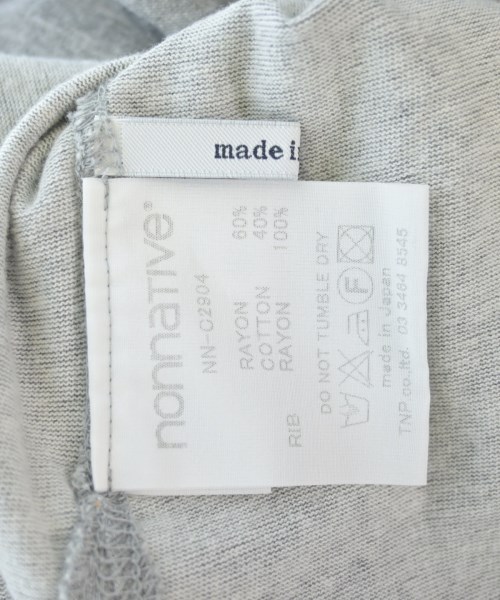 made i
nonnative®
NN-C2904
RAYON 60%
COTTON 40%
RIB RAYON 100%
DO NOT TUMBLE DRY
F
made in Japan
TNP co.,ltd. 03 3464 8545